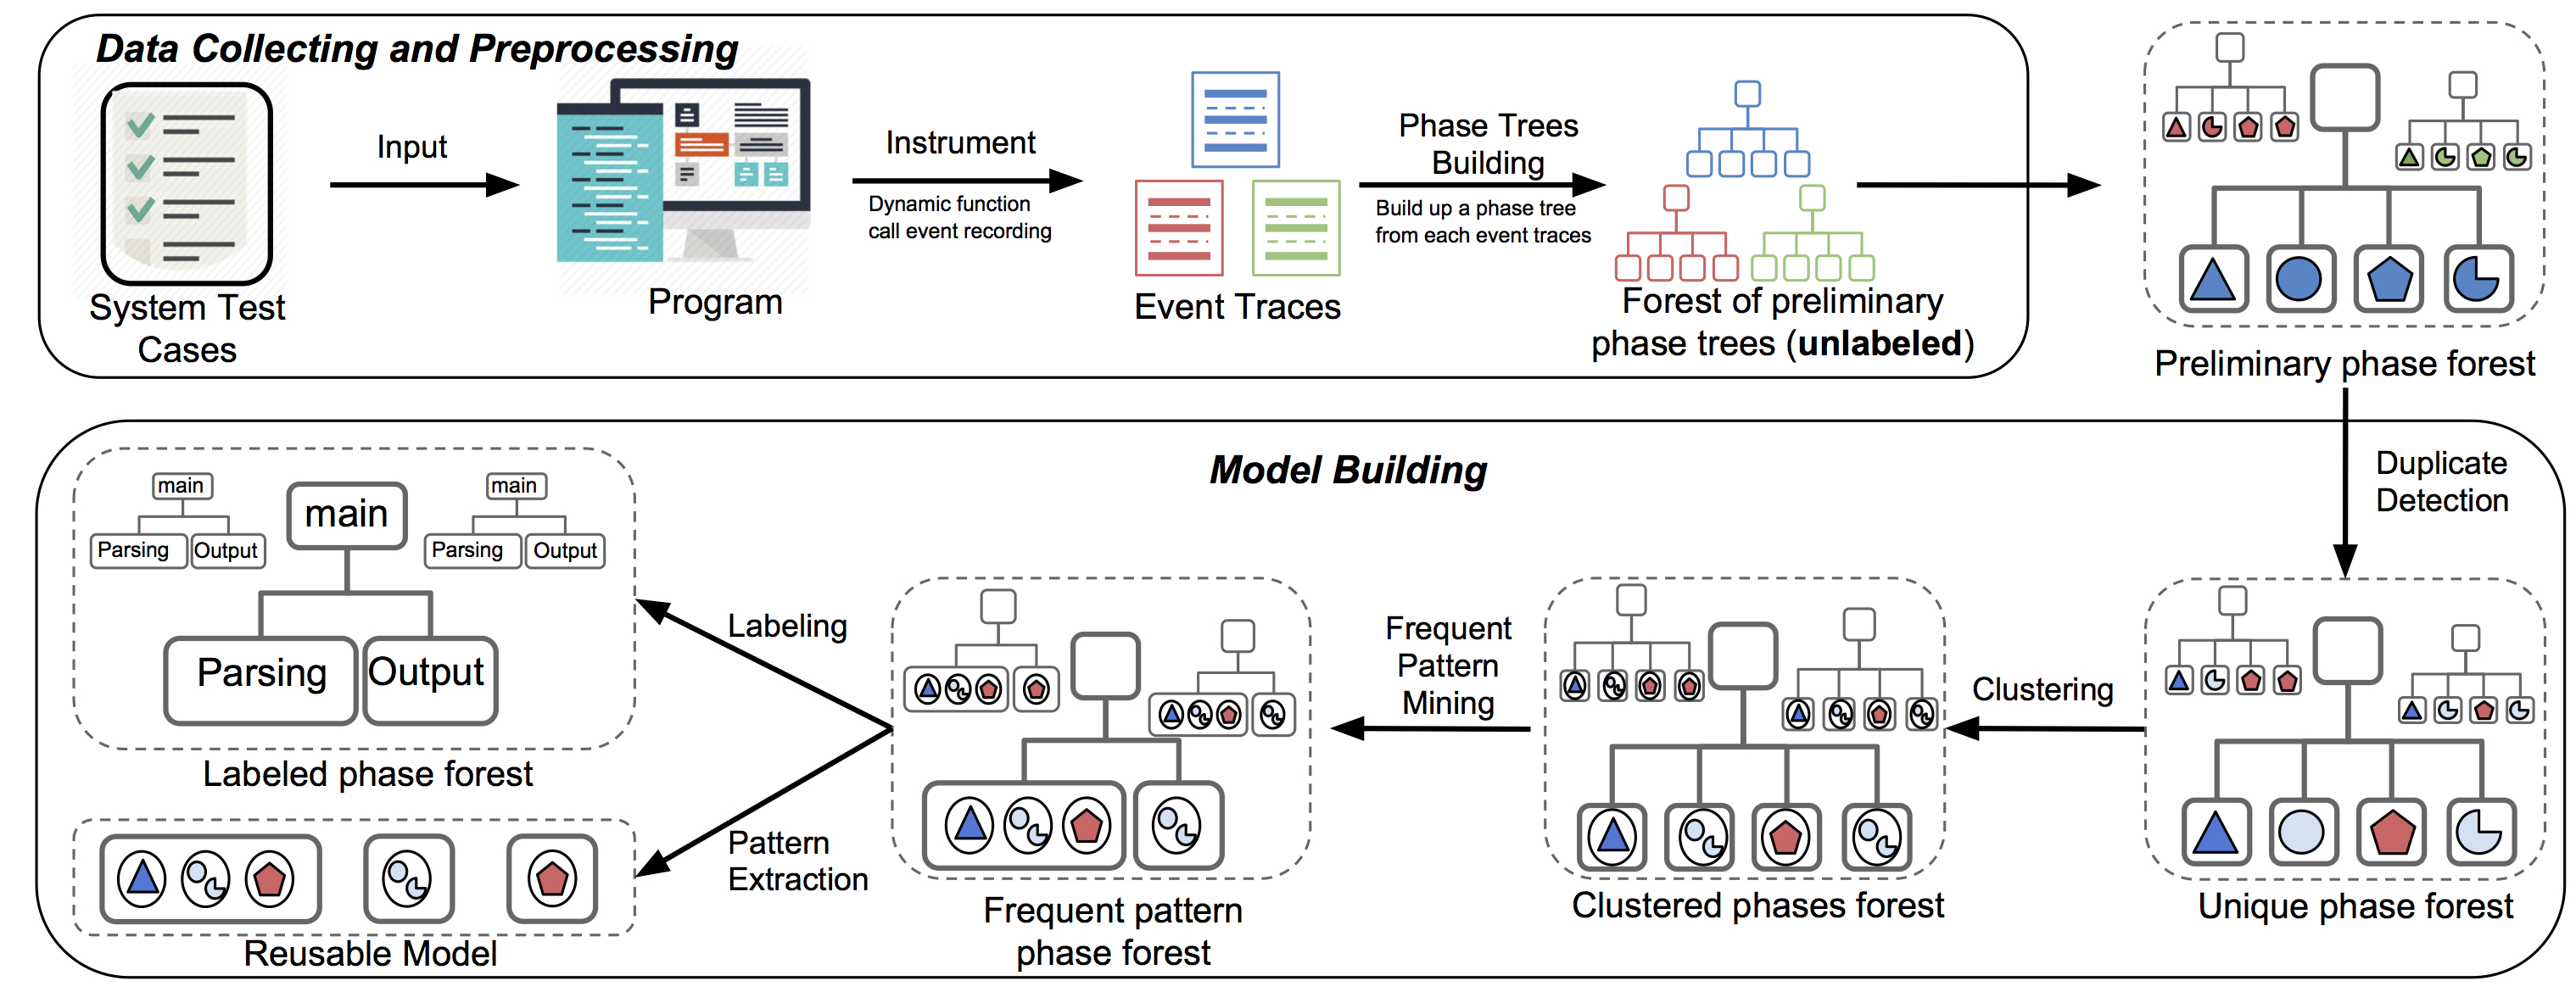 Data Collecting and Preprocessing
System Test
Cases
Input
Program
Instrument
Dynamic function
call event recording
Event Traces
Phase Trees
Building
Build up a phase tree
from each event traces
Forest of preliminary
phase trees (unlabeled)
Preliminary phase forest
Duplicate
Detection
Model Building
Unique phase forest
Clustering
Clustered phases forest
Frequent
Pattern
Mining
Frequent pattern
phase forest
Labeling
main
Parsing
Output
main
Parsing
Output
main
Parsing
Output
Labeled phase forest
Pattern
Extraction
Reusable Model